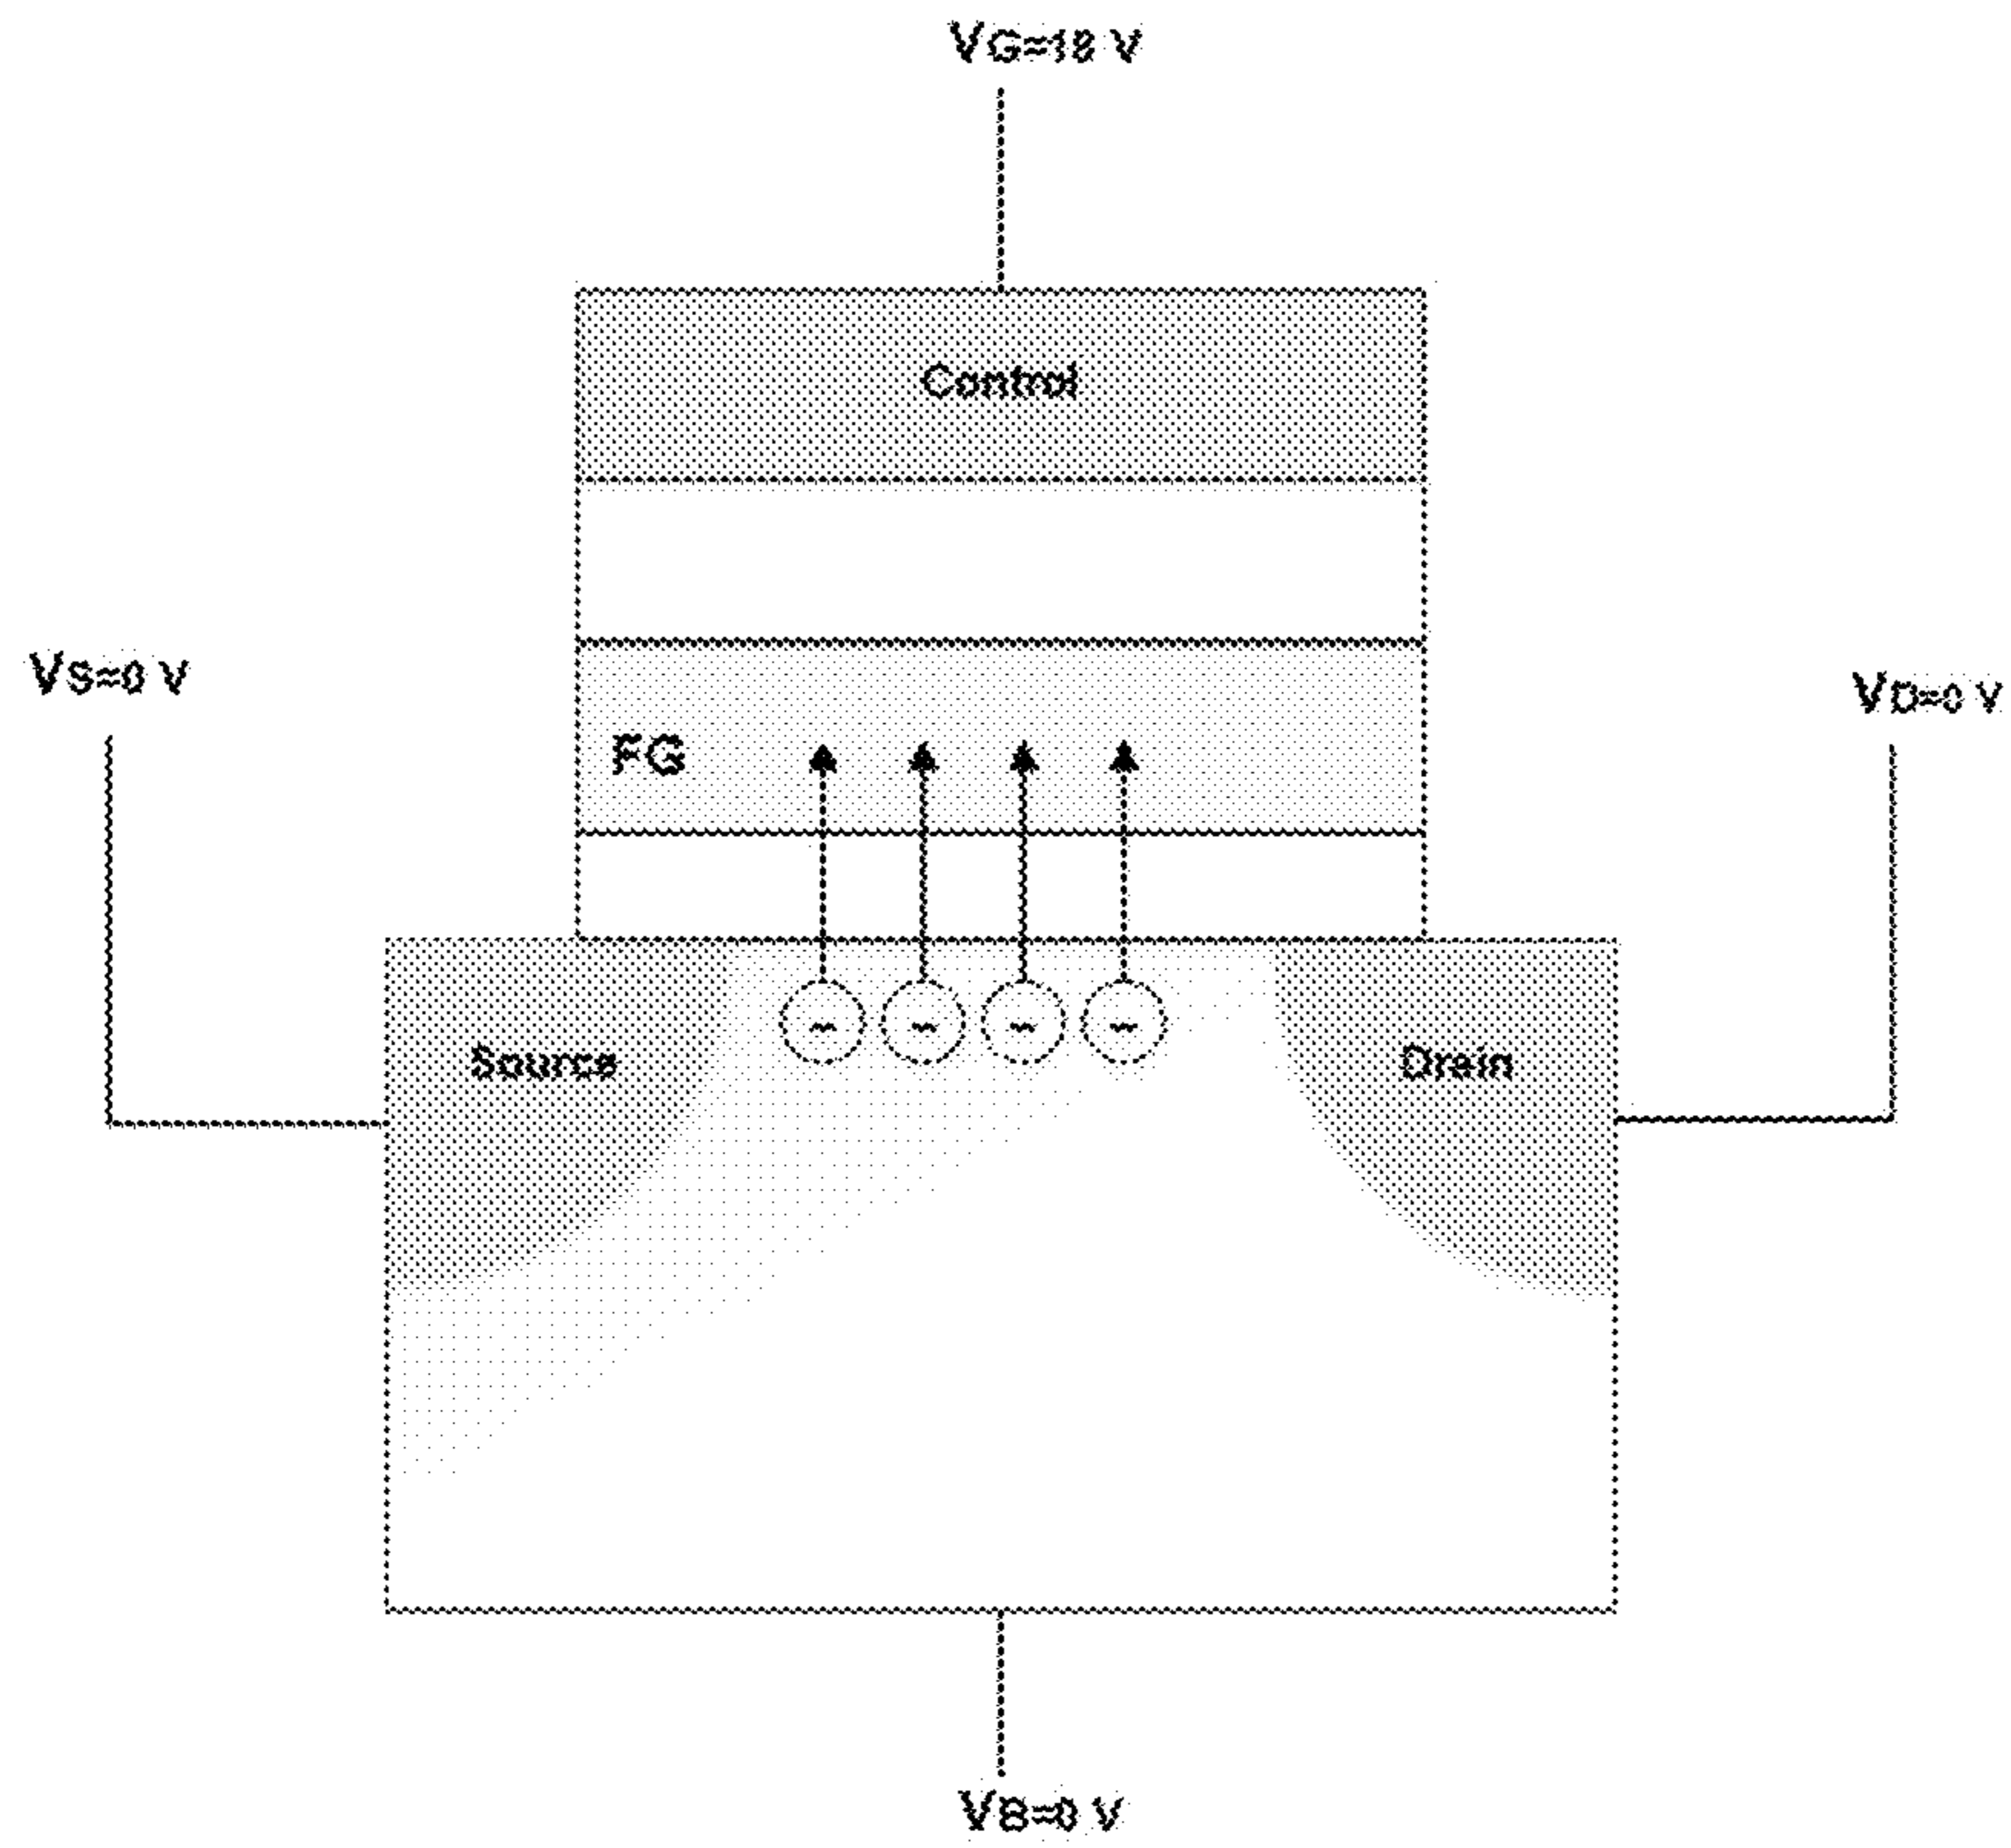 VG=18 V
Control
VS=0 V
VD=0 V
FG
Source
Drain
VB=0 V